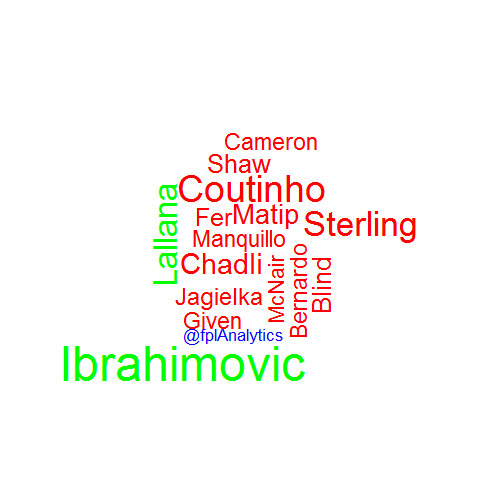 Cameron
Shaw
Coutinho
Lallana
Fer
Matip
Sterling
Manquillo
Chadli
McNair
Bernardo
Blind
Jagielka
Given
@fplAnalytics
Ibrahimovic